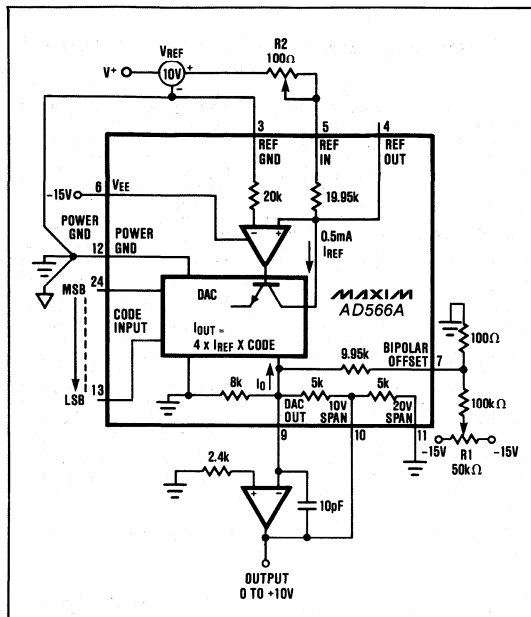 R2
100Ω
VREF
V+
10V
+
-
3
5
4
REF
GND
REF
IN
REF
OUT
6
VEE
-15V
20k
19.95k
-
+
POWER
GND
12
POWER
GND
0.5mA
IREF
24
MSB
DAC
MAXIM
AD566A
CODE
INPUT
IOUT =
4 x IREF X CODE
9.95k
BIPOLAR
OFFSET
7
100Ω
13
LSB
8k
IO
5k
5k
DAC
OUT
10V
SPAN
20V
SPAN
9
10
11
100kΩ
-15V
-15V
R1
50kΩ
2.4k
+
-
10pF
OUTPUT
0 TO +10V